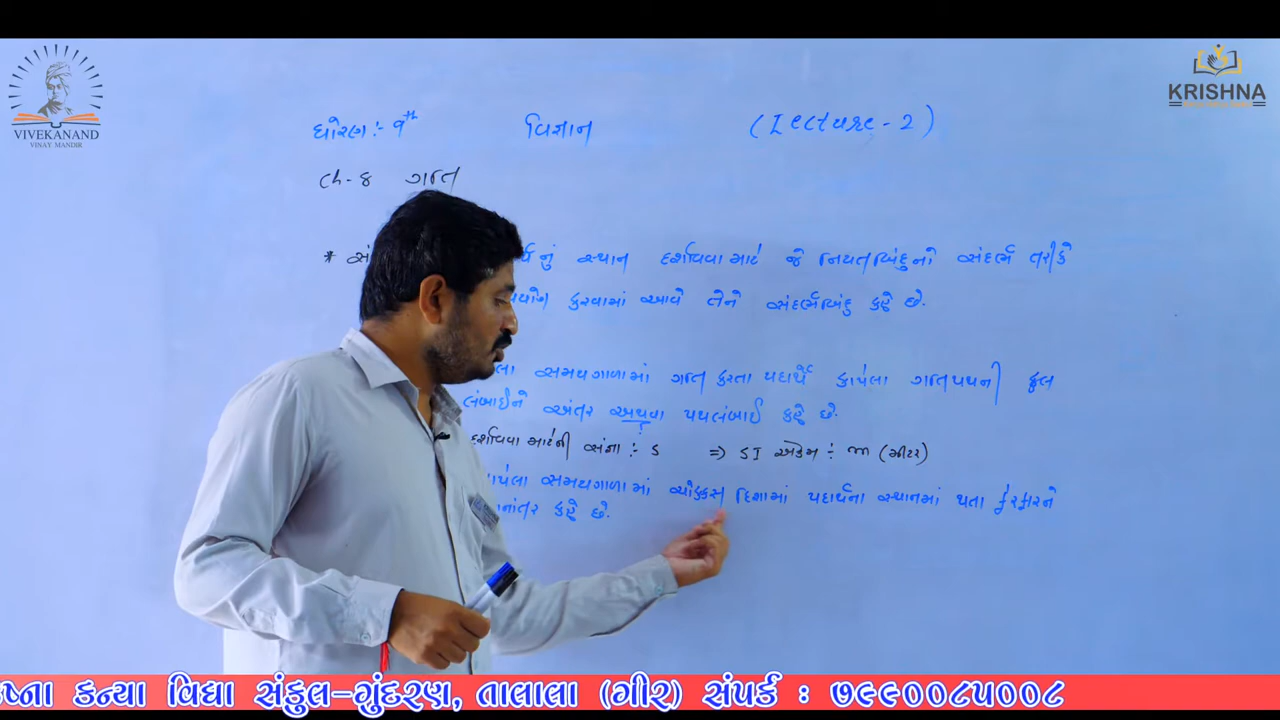 VIVEKANAND
VINAY MANDIR
KRISHNA
ધોરણ :- 9th વિજ્ઞાન (Lecture - 2)
Ch-8 ગતિ
* સં નું સ્થાન દર્શાવવા માટે જે નિયતબિંદુનો સંદર્ભ તરીકે
કરવામાં આવે તેને સંદર્ભબિંદુ કહે છે.
સમયગાળામાં ગતિ કરતા પદાર્થે કાપેલા ગતિપથની કુલ
લંબાઈને અંતર અથવા પથલંબાઈ કહે છે.
દર્શાવવા માટેની સંજ્ઞા :- S => SI એકમ :- m (મીટર)
સમયગાળામાં ચોક્કસ દિશામાં પદાર્થના સ્થાનમાં થતા ફેરફારને
કહે છે.
કન્યા વિદ્યા સંકુલ-ગુંદરણ, તાલાલા (ગીર) સંપર્ક : ૭૯૯૦૦૮૫૦૦૮